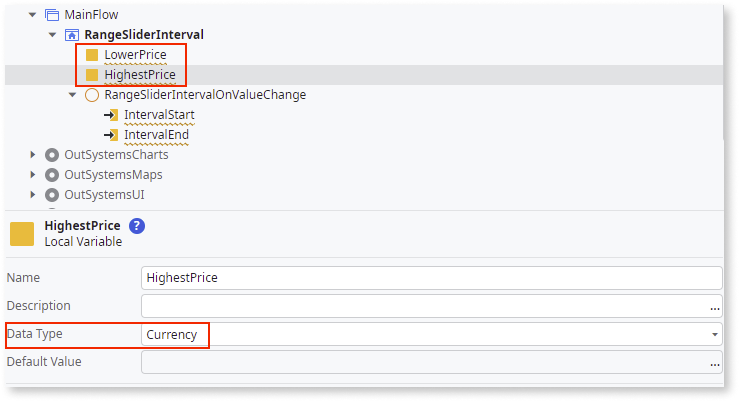 MainFlow
RangeSliderInterval
LowerPrice
HighestPrice
RangeSliderIntervalOnValueChange
IntervalStart
IntervalEnd
OutSystemsCharts
OutSystemsMaps
OutSystemsUI
HighestPrice ?
Local Variable
Name HighestPrice
Description ...
Data Type Currency
Default Value ...